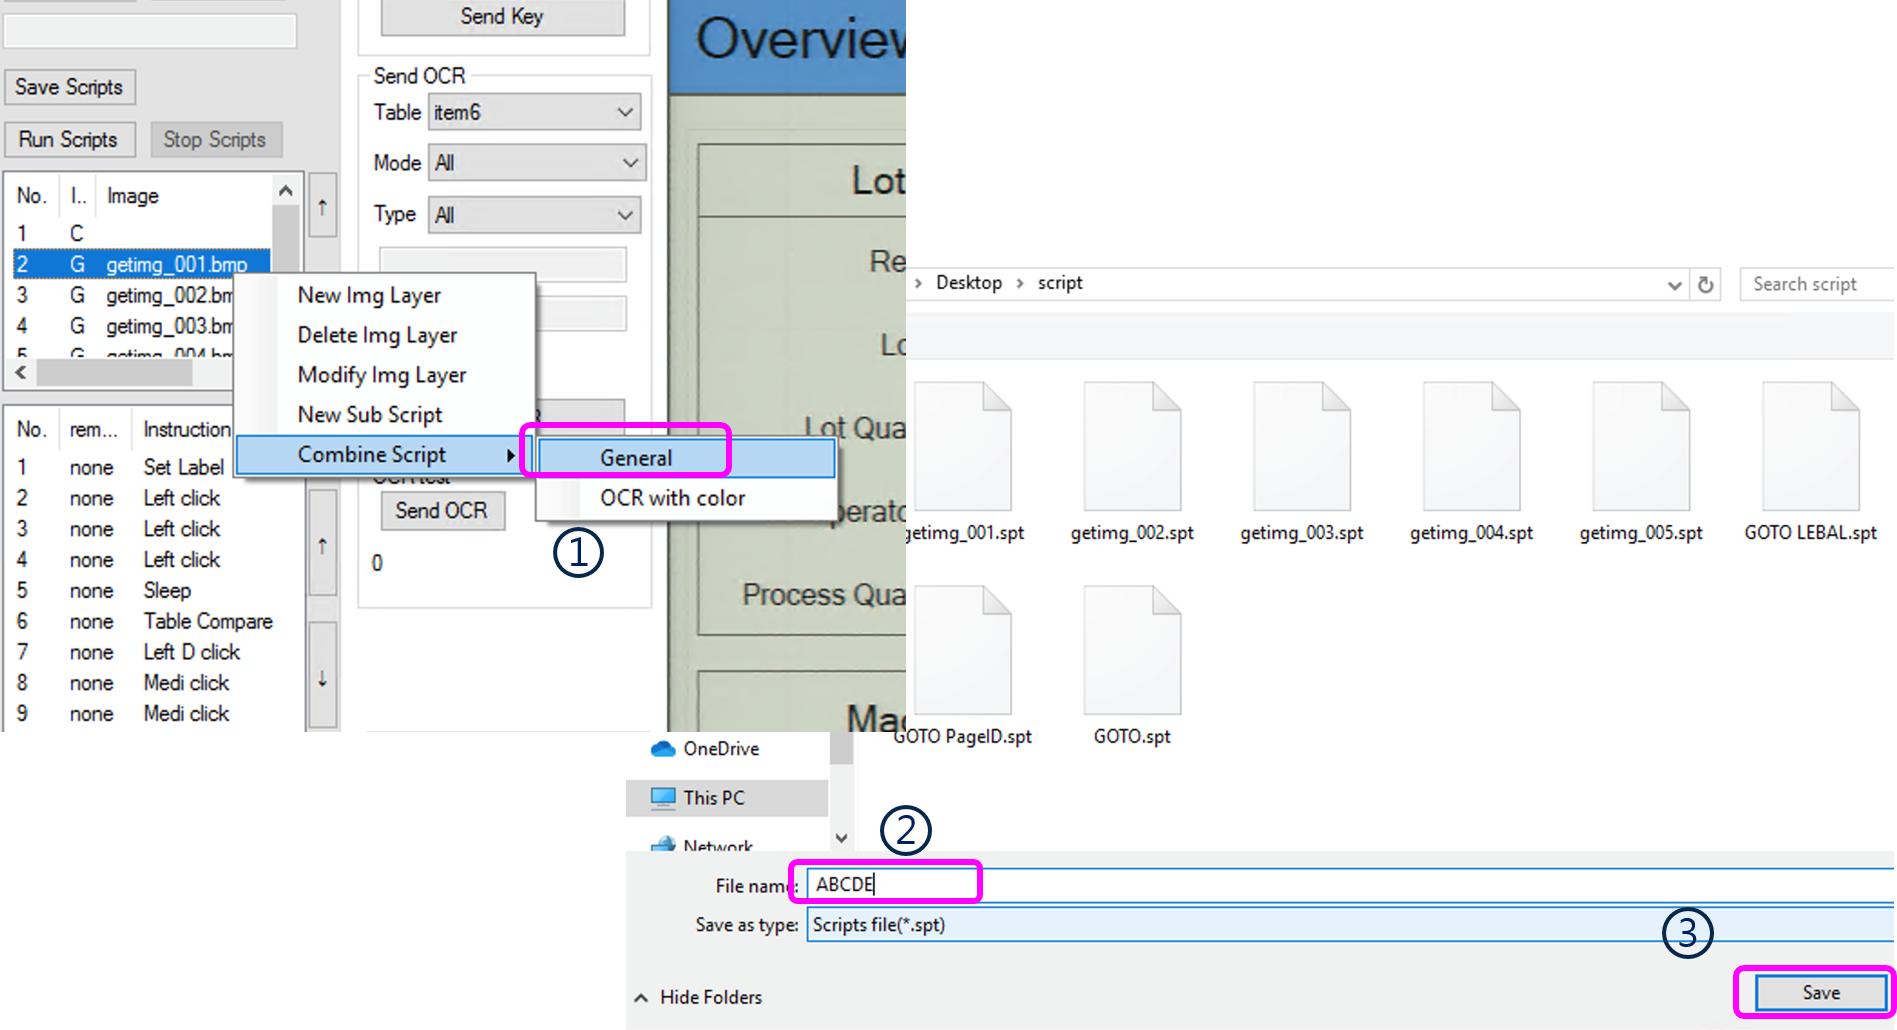 Send Key
Overview
Save Scripts
Run Scripts
Stop Scripts
Send OCR
Table item6
Mode All
Type All
No. I.. Image
1 C
2 G getimg_001.bmp
3 G getimg_002.bm
4 G getimg_003.bm
5 G getimg_004.bm
New Img Layer
Delete Img Layer
Modify Img Layer
New Sub Script
Combine Script
General
OCR with color
①
No. rem... Instruction
1 none Set Label
2 none Left click
3 none Left click
4 none Left click
5 none Sleep
6 none Table Compare
7 none Left D click
8 none Medi click
9 none Medi click
Send OCR
0
Lot
Re
Lo
Lot Qua
perato
Process Qua
Mac
Desktop > script
Search script
getimg_001.spt
getimg_002.spt
getimg_003.spt
getimg_004.spt
getimg_005.spt
GOTO LEBAL.spt
GOTO PageID.spt
GOTO.spt
OneDrive
This PC
Network
②
File name: ABCDE
Save as type: Scripts file(*.spt)
③
Hide Folders
Save